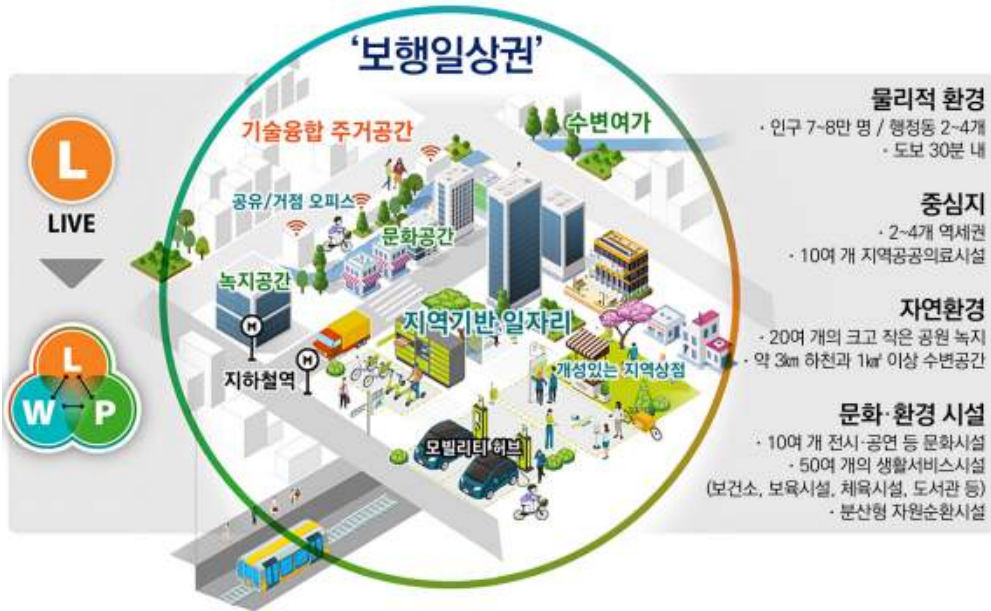 '보행일상권'
L
LIVE
L
W
P
기술융합 주거공간
수변여가
공유/거점 오피스
문화공간
녹지공간
M
지역기반 일자리
M
지하철역
개성있는 지역상점
모빌리티 허브
물리적 환경
· 인구 7~8만 명 / 행정동 2~4개
· 도보 30분 내
중심지
· 2~4개 역세권
· 10여 개 지역공공의료시설
자연환경
· 20여 개의 크고 작은 공원 녹지
· 약 3km 하천과 1㎢ 이상 수변공간
문화·환경 시설
· 10여 개 전시·공연 등 문화시설
· 50여 개의 생활서비스시설
(보건소, 보육시설, 체육시설, 도서관 등)
· 분산형 자원순환시설